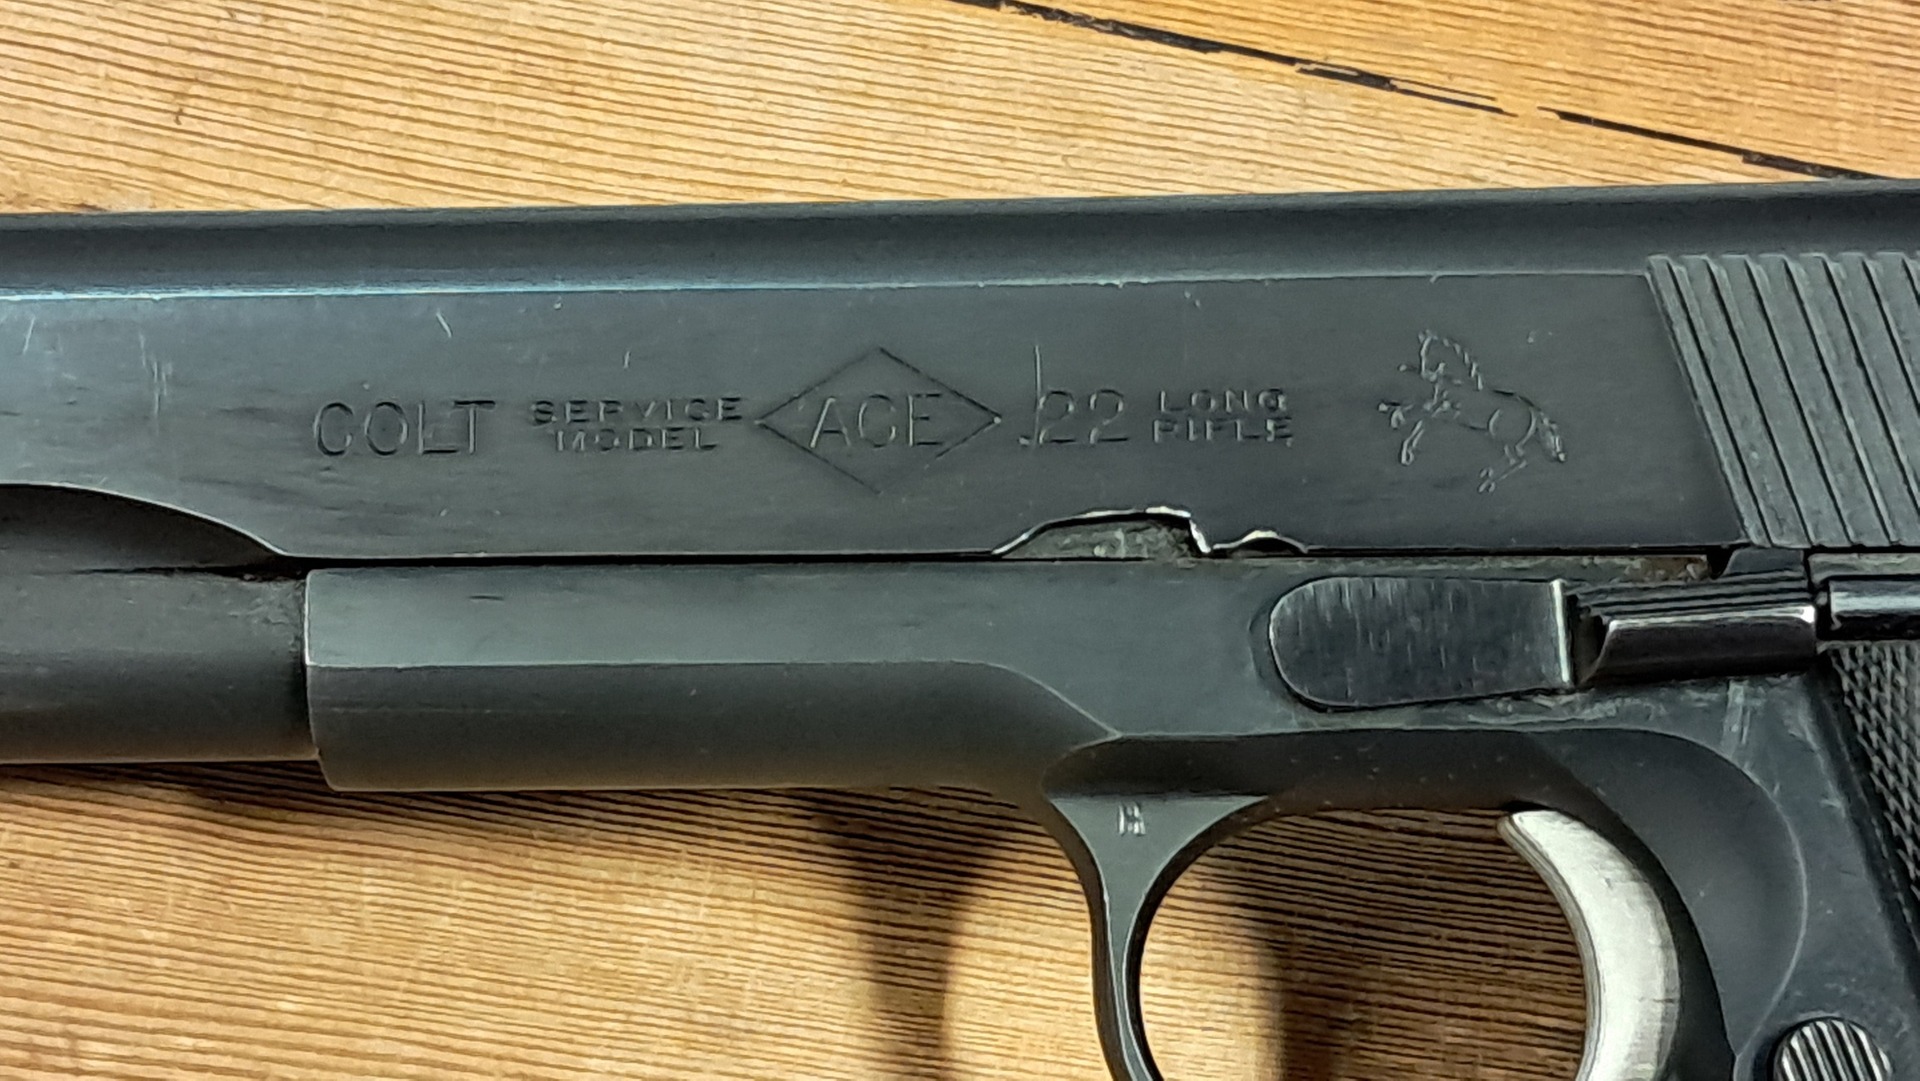 COLT SERVICE MODEL ACE .22 LONG RIFLE